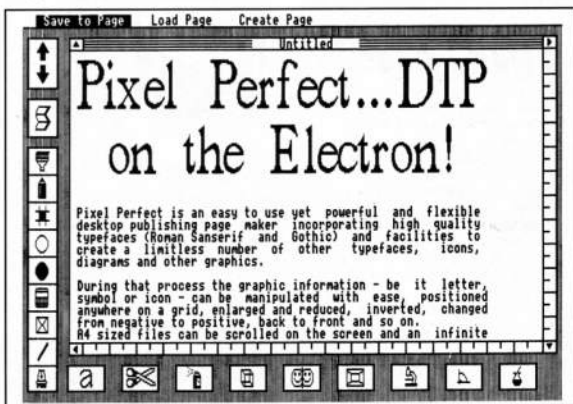 Save to Page Load Page Create Page
Untitled
Pixel Perfect...DTP
on the Electron!
Pixel Perfect is an easy to use yet powerful and flexible
desktop publishing page maker incorporating high quality
typefaces (Roman Sanserif and Gothic) and facilities to
create a limitless number of other typefaces, icons,
diagrams and other graphics.
During that process the graphic information - be it letter,
symbol or icon - can be manipulated with ease, positioned
anywhere on a grid, enlarged and reduced, inverted, changed
from negative to positive, back to front and so on.
A4 sized files can be scrolled on the screen and an infinite
a